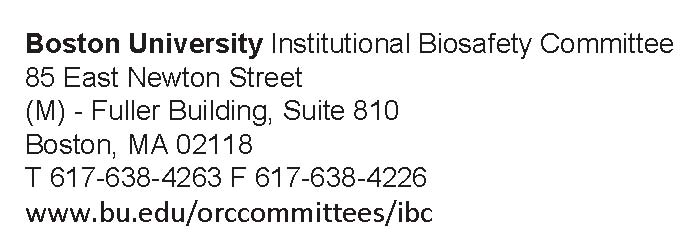 Boston University Institutional Biosafety Committee
85 East Newton Street
(M) - Fuller Building, Suite 810
Boston, MA 02118
T 617-638-4263 F 617-638-4226
www.bu.edu/orccommittees/ibc